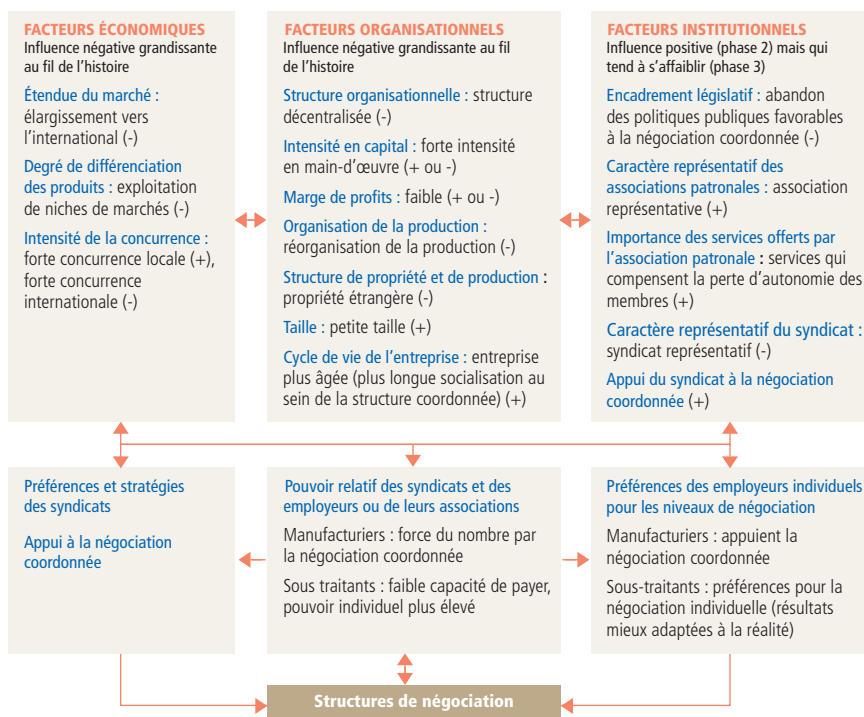 FACTEURS ÉCONOMIQUES
Influence négative grandissante
au fil de l'histoire
Étendue du marché :
élargissement vers
l'international (-)
Degré de différenciation
des produits : exploitation
de niches de marchés (-)
Intensité de la concurrence :
forte concurrence locale (+),
forte concurrence
internationale (-)
FACTEURS ORGANISATIONNELS
Influence négative grandissante au fil
de l'histoire
Structure organisationnelle : structure
décentralisée (-)
Intensité en capital : forte intensité
en main-d'œuvre (+ ou -)
Marge de profits : faible (+ ou -)
Organisation de la production :
réorganisation de la production (-)
Structure de propriété et de production :
propriété étrangère (-)
Taille : petite taille (+)
Cycle de vie de l'entreprise : entreprise
plus âgée (plus longue socialisation au
sein de la structure coordonnée) (+)
FACTEURS INSTITUTIONNELS
Influence positive (phase 2) mais qui
tend à s'affaiblir (phase 3)
Encadrement législatif : abandon
des politiques publiques favorables
à la négociation coordonnée (-)
Caractère représentatif des
associations patronales : association
représentative (+)
Importance des services offerts par
l'association patronale : services qui
compensent la perte d'autonomie des
membres (+)
Caractère représentatif du syndicat :
syndicat représentatif (-)
Appui du syndicat à la négociation
coordonnée (+)
Préférences et stratégies
des syndicats
Appui à la négociation
coordonnée
Pouvoir relatif des syndicats et des
employeurs ou de leurs associations
Manufacturiers : force du nombre par
la négociation coordonnée
Sous traitants : faible capacité de payer,
pouvoir individuel plus élevé
Préférences des employeurs individuels
pour les niveaux de négociation
Manufacturiers : appuient la
négociation coordonnée
Sous-traitants : préférences pour la
négociation individuelle (résultats
mieux adaptées à la réalité)
Structures de négociation